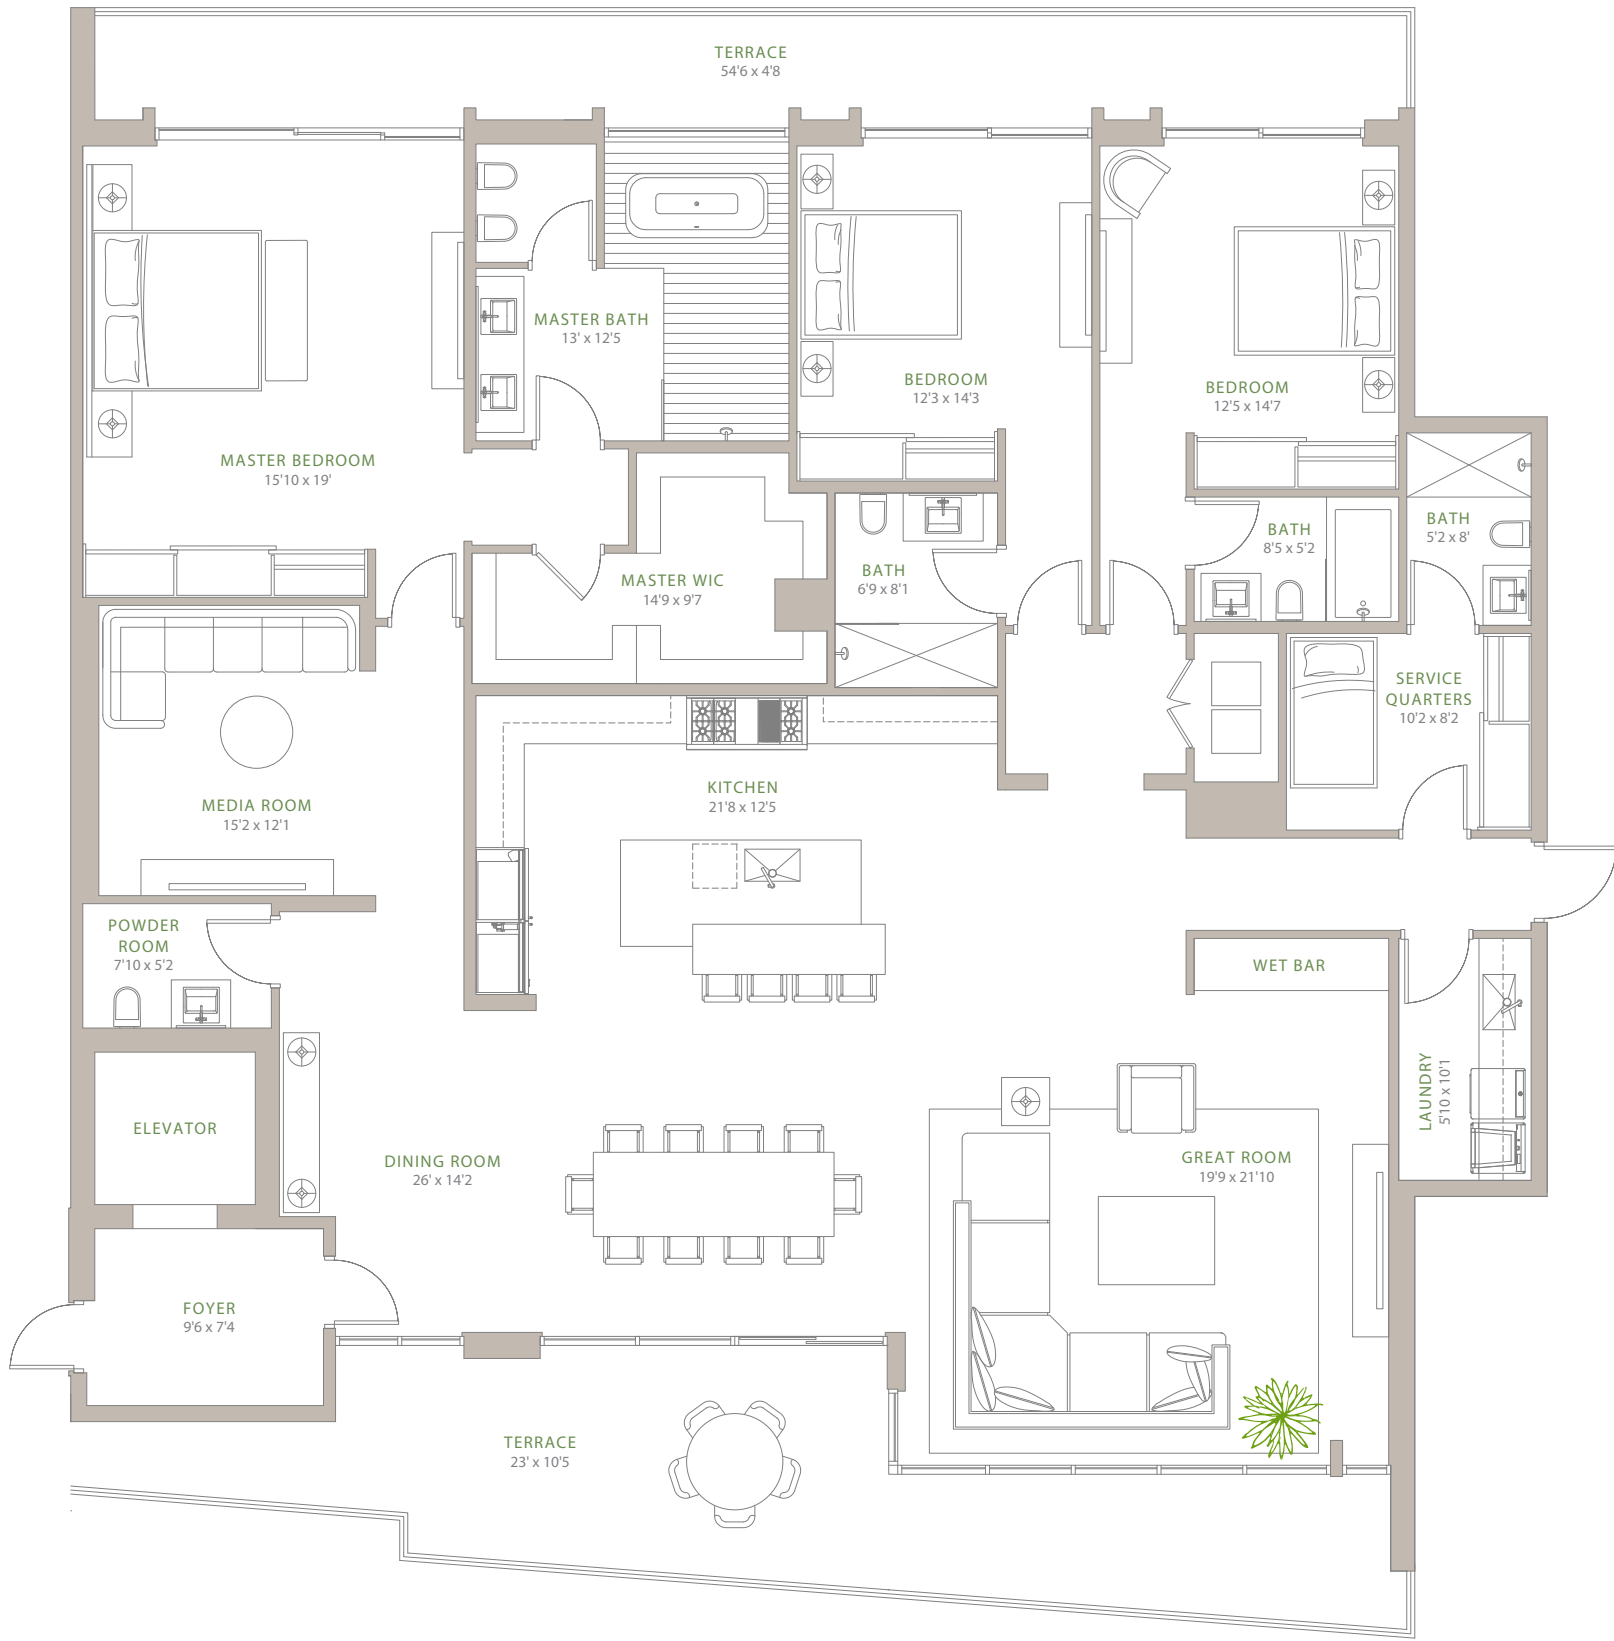 TERRACE
54'6 x 4'8
MASTER BATH
13' x 12'5
BEDROOM
12'3 x 14'3
BEDROOM
12'5 x 14'7
MASTER BEDROOM
15'10 x 19'
BATH
8'5 x 5'2
BATH
5'2 x 8'
MASTER WIC
14'9 x 9'7
BATH
6'9 x 8'1
SERVICE
QUARTERS
10'2 x 8'2
MEDIA ROOM
15'2 x 12'1
KITCHEN
21'8 x 12'5
POWDER
ROOM
7'10 x 5'2
WET BAR
ELEVATOR
LAUNDRY
5'10 x 10'1
DINING ROOM
26' x 14'2
GREAT ROOM
19'9 x 21'10
FOYER
9'6 x 7'4
TERRACE
23' x 10'5